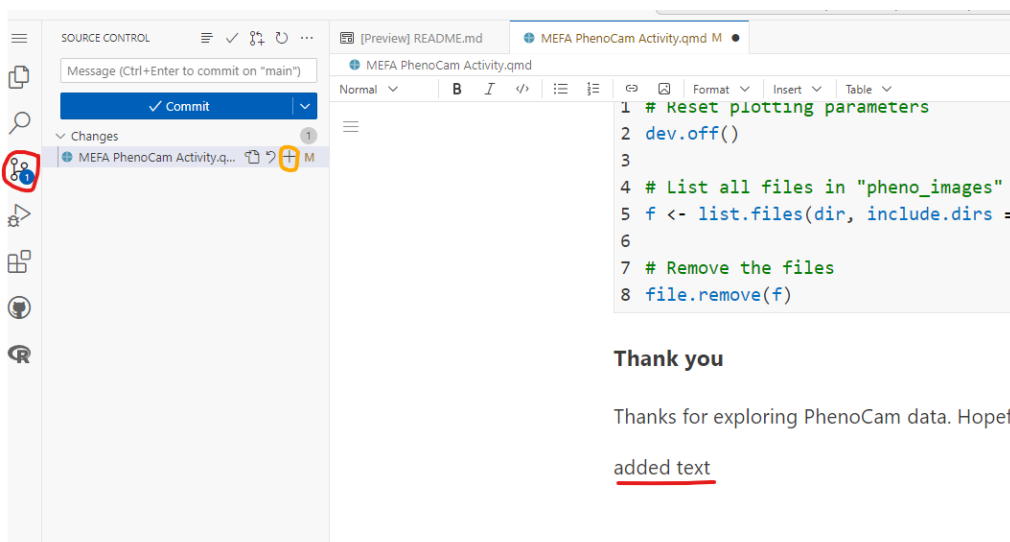 SOURCE CONTROL
[Preview] README.md
MEFA PhenoCam Activity.qmd M
Message (Ctrl+Enter to commit on "main")
MEFA PhenoCam Activity.qmd
Normal B I </> Format Insert Table
Commit
Changes 1
MEFA PhenoCam Activity.q... M
1
R
1 # Reset plotting parameters
2 dev.off()
3
4 # List all files in "pheno_images"
5 f <- list.files(dir, include.dirs =
6
7 # Remove the files
8 file.remove(f)
Thank you
Thanks for exploring PhenoCam data. Hopef
added text